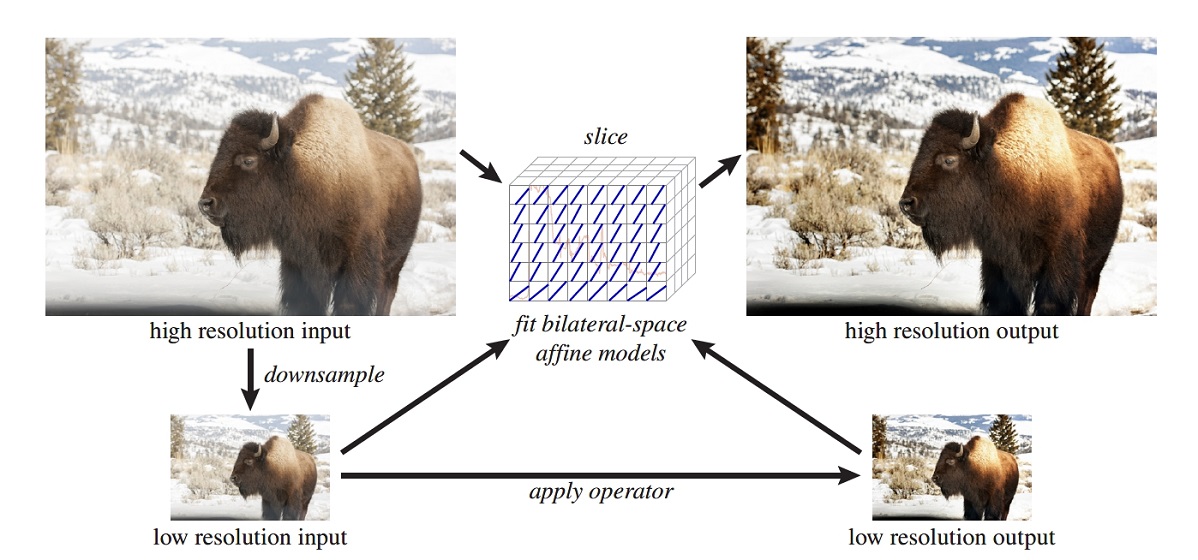 slice
high resolution input
fit bilateral-space
affine models
high resolution output
downsample
apply operator
low resolution input
low resolution output